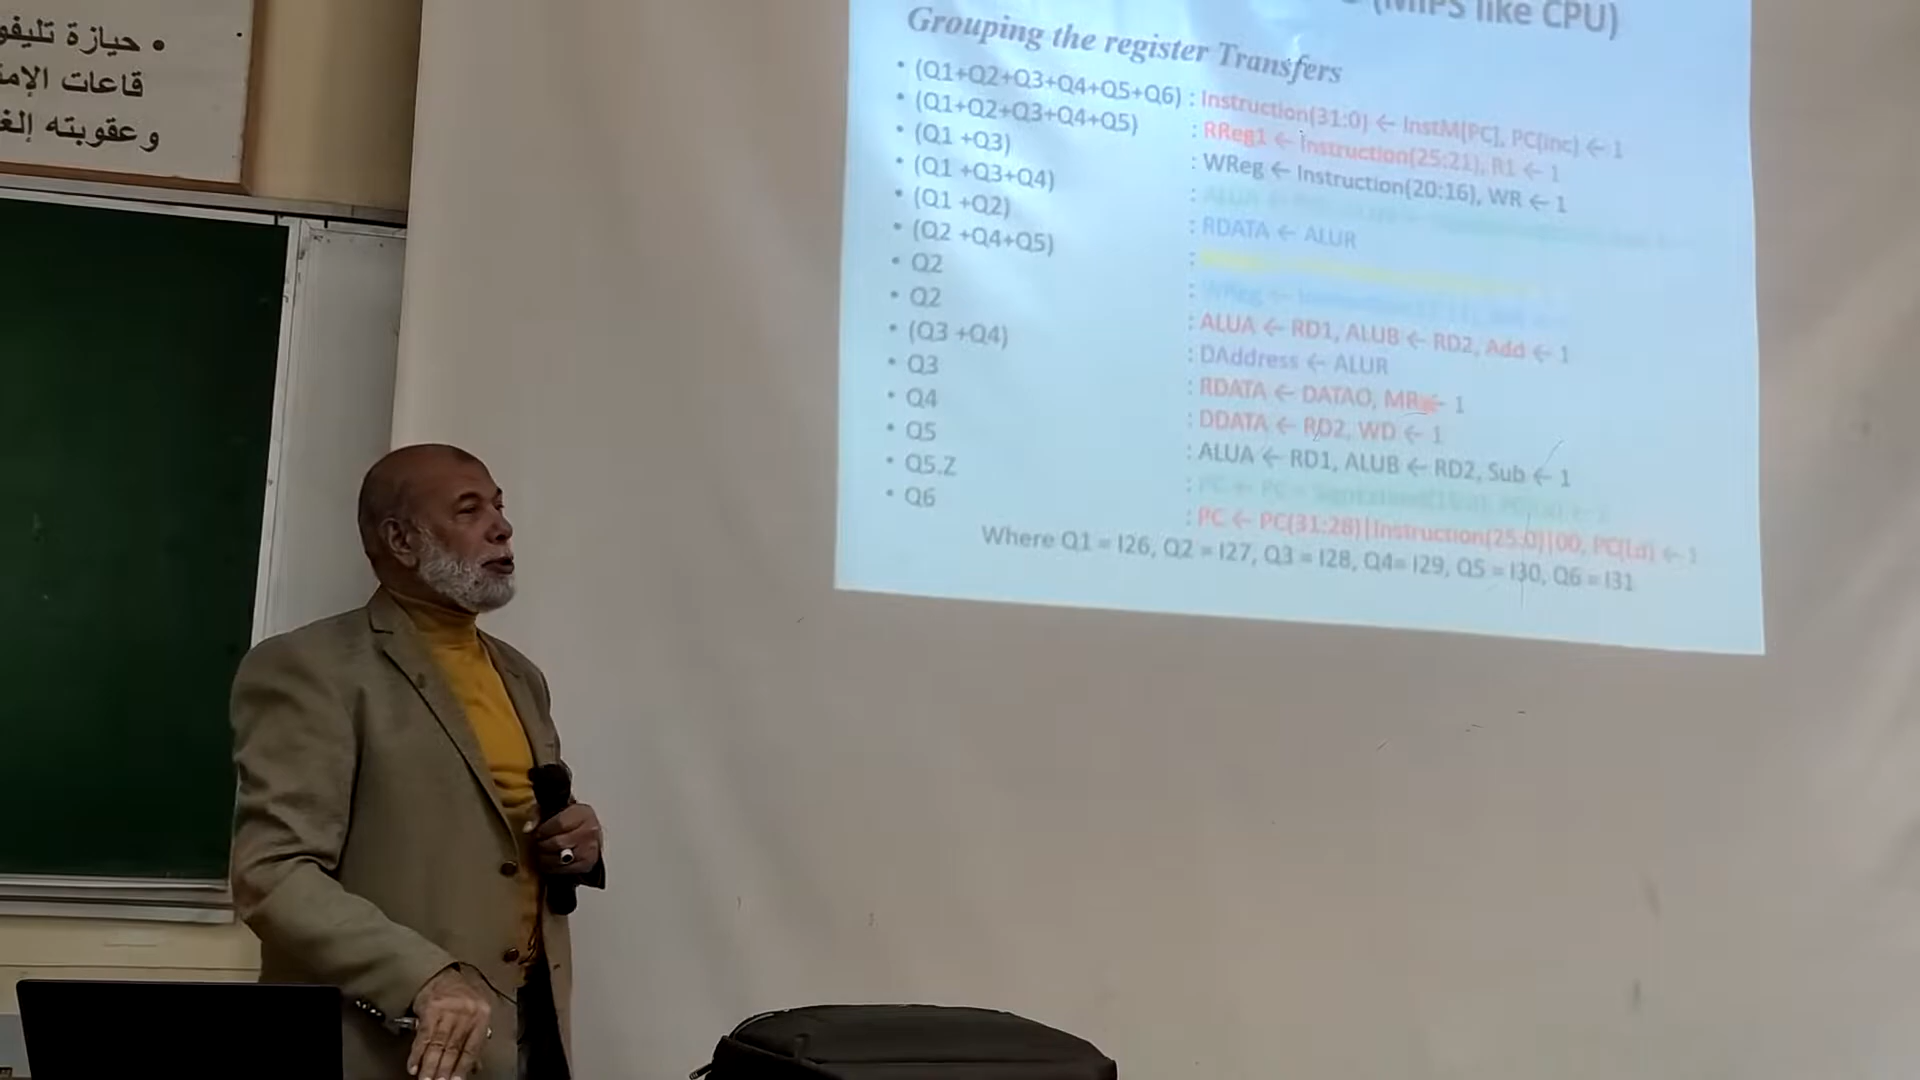 • حيازة تليفو
قاعات الإمت
وعقوبته إلغ
(MIPS like CPU)
Grouping the register Transfers
• (Q1+Q2+Q3+Q4+Q5+Q6) : Instruction(31:0) ← InstM[PC], PC(inc) ← 1
• (Q1+Q2+Q3+Q4+Q5) : RReg1 ← Instruction(25:21), R1 ← 1
• (Q1 +Q3) : WReg ← Instruction(20:16), WR ← 1
• (Q1 +Q3+Q4) :
• (Q1 +Q2) : RDATA ← ALUR
• (Q2 +Q4+Q5) :
• Q2 : WReg ← Instruction
• Q2 : ALUA ← RD1, ALUB ← RD2, Add ← 1
• (Q3 +Q4) : DAddress ← ALUR
• Q3 : RDATA ← DATAO, MR ← 1
• Q4 : DDATA ← RD2, WD ← 1
• Q5 : ALUA ← RD1, ALUB ← RD2, Sub ← 1
• Q5.Z : PC ← PC +
• Q6 : PC ← PC(31:28)||Instruction(25:0)||00, PC(Ld) ← 1
Where Q1 = I26, Q2 = I27, Q3 = I28, Q4= I29, Q5 = I30, Q6 = I31